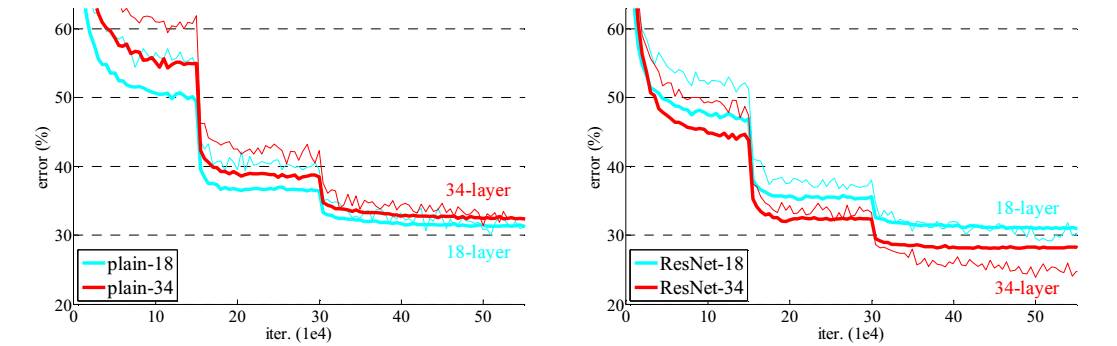 60
50
40
30
20
error (%)
34-layer
18-layer
plain-18
plain-34
0 10 20 30 40 50
iter. (1e4)
60
50
40
30
20
error (%)
18-layer
34-layer
ResNet-18
ResNet-34
0 10 20 30 40 50
iter. (1e4)